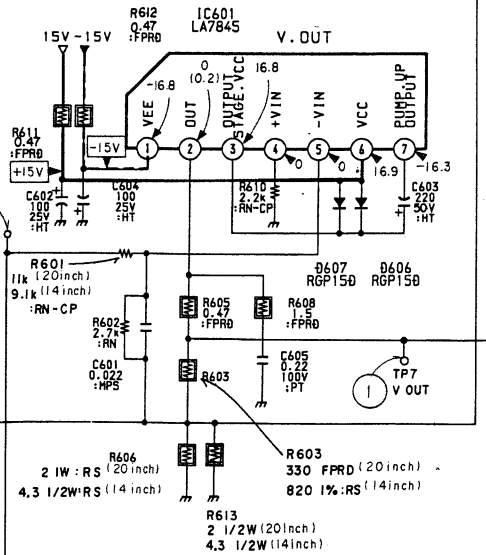 R612
0.47
:FPRD
IC601
LA7845
15V
-15V
V.OUT
-16.8
0
(0.2)
16.8
VEE
OUT
OUTPUT
STAGE.VCC
+VIN
-VIN
VCC
PUMP.UP
OUTPUT
1
2
3
4
5
6
7
R611
0.47
:FPRD
-15V
+15V
0
0
16.9
-16.3
C602
100
25V
:HT
C604
100
25V
:HT
R610
2.2k
:RN-CP
C603
220
50V
:HT
R601
11k (20inch)
9.1k (14inch)
:RN-CP
D607
RGP15D
D606
RGP15D
R602
2.7k
:RN
R605
0.47
:FPRD
R608
1.5
:FPRD
C601
0.022
:MPS
C605
0.22
100V
:PT
R603
TP7
1
V OUT
R606
2 1W:RS (20inch)
4.3 1/2W:RS (14inch)
R603
330 FPRD (20inch)
820 1%:RS (14inch)
R613
2 1/2W (20inch)
4.3 1/2W (14inch)